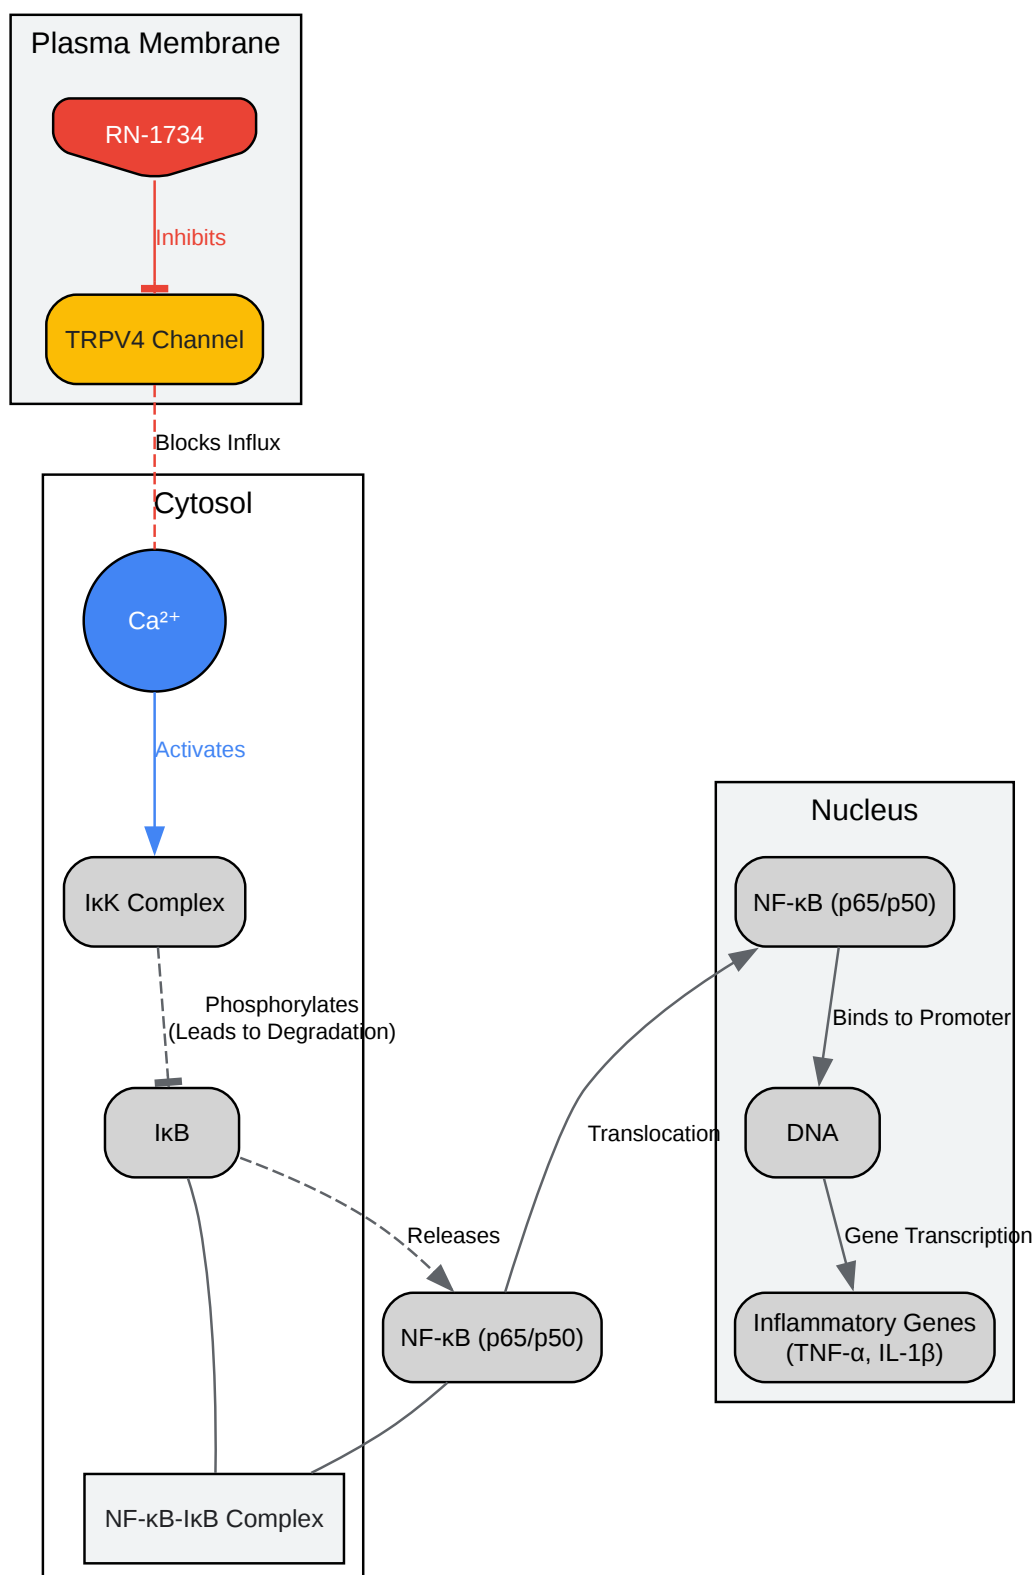 Plasma Membrane
RN-1734
Inhibits
TRPV4 Channel
Blocks Influx
Cytosol
Ca²⁺
Activates
IκK Complex
Phosphorylates
(Leads to Degradation)
IκB
Releases
NF-κB (p65/p50)
NF-κB-IκB Complex
Translocation
Nucleus
NF-κB (p65/p50)
Binds to Promoter
DNA
Gene Transcription
Inflammatory Genes
(TNF-α, IL-1β)